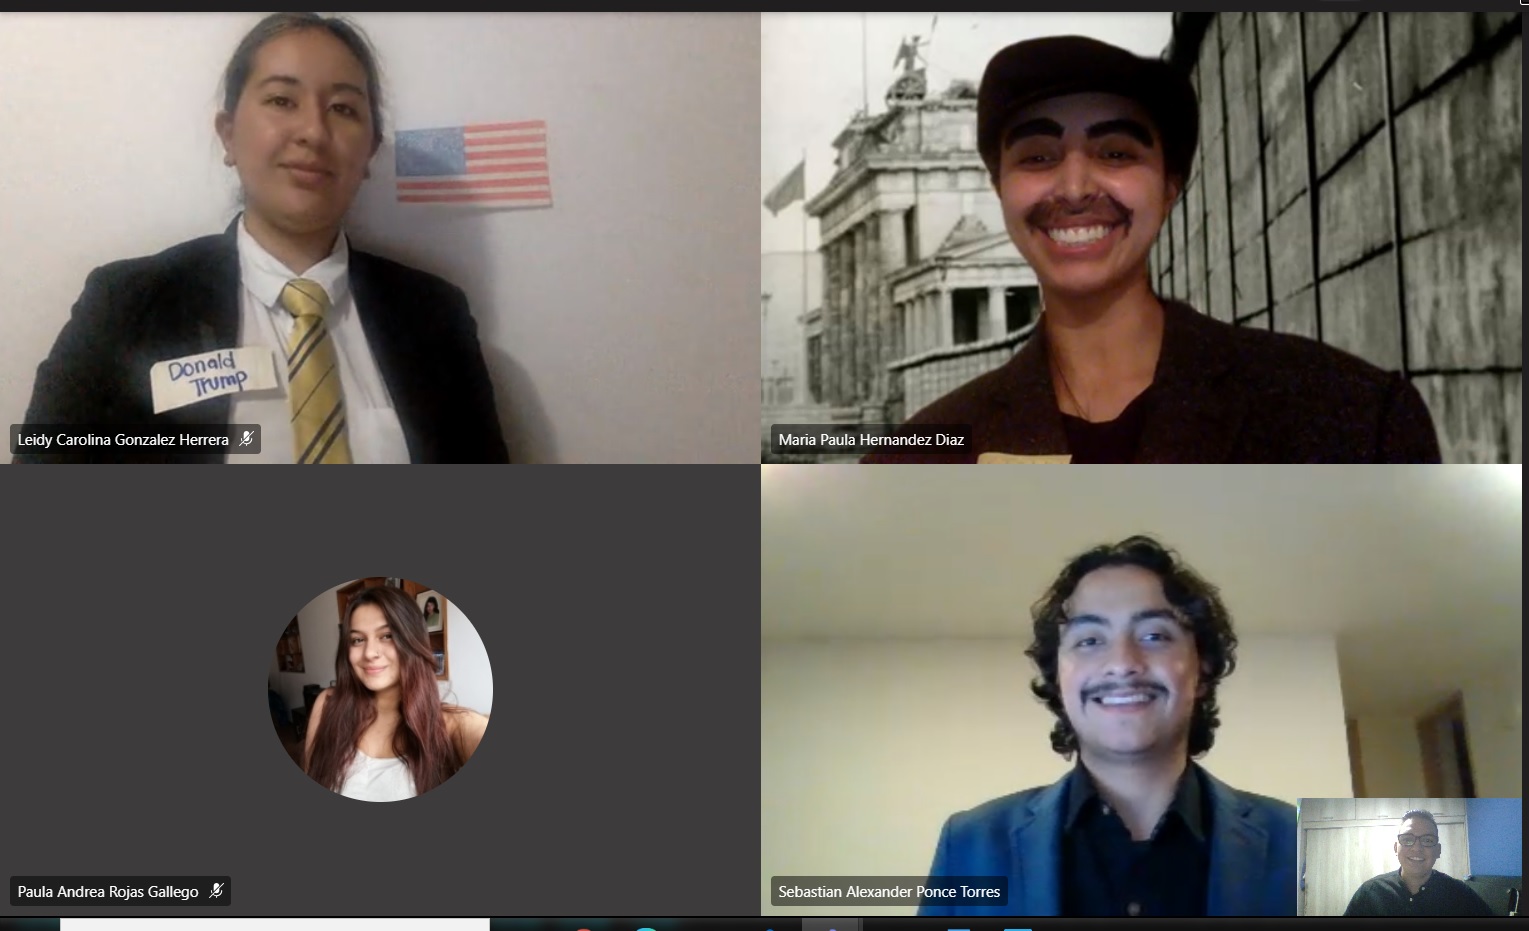 Donald
Trump
Leidy Carolina Gonzalez Herrera
Maria Paula Hernandez Diaz
Paula Andrea Rojas Gallego
Sebastian Alexander Ponce Torres